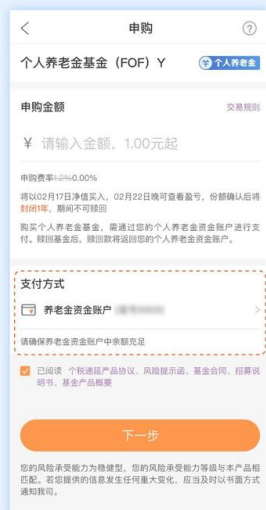 申购
个人养老金基金（FOF）Y
个人养老金
申购金额
交易规则
¥ 请输入金额，1.00元起
申购费率1.2%0.00%
将以02月17日净值买入，02月22日晚可查看盈亏，份额确认后将
封闭1年，期间不可赎回
购买个人养老金基金，需通过您的个人养老金资金账户进行支
付。赎回基金后，赎回款将返回您的个人养老金资金账户。
支付方式
养老金资金账户
请确保养老金资金账户中余额充足
已阅读 个税递延产品协议、风险提示函、基金合同、招募说
明书、基金产品概要
下一步
您的风险承受能力为稳健型，您的风险承受能力等级与本产品相
匹配。若您提供的信息发生任何重大变化，应当及时以书面方式
通知我司。